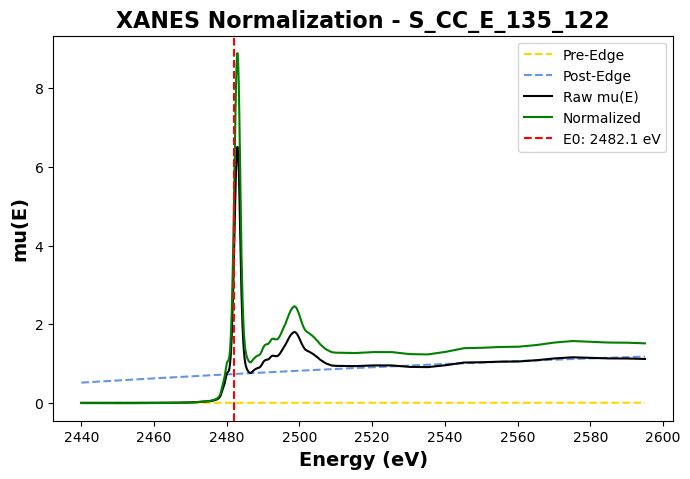 XANES Normalization - S_CC_E_135_122
mu(E)
8
6
4
2
0
Pre-Edge
Post-Edge
Raw mu(E)
Normalized
E0: 2482.1 eV
2440 2460 2480 2500 2520 2540 2560 2580 2600
Energy (eV)